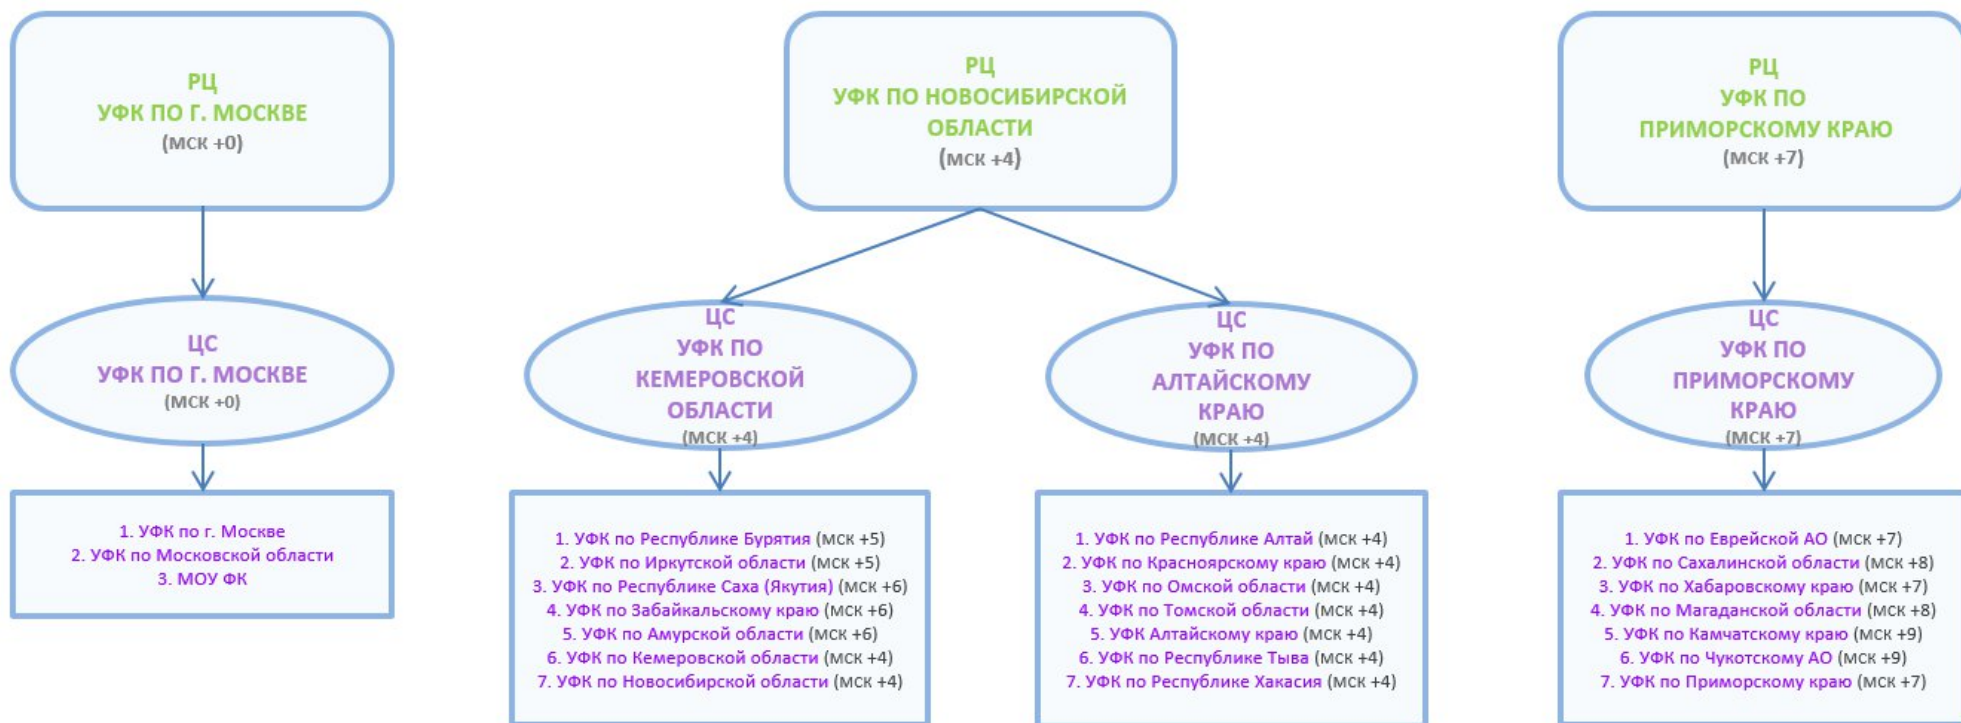 РЦ
УФК ПО Г. МОСКВЕ
(МСК +0)
ЦС
УФК ПО Г. МОСКВЕ
(МСК +0)
1. УФК по г. Москве
2. УФК по Московской области
3. МОУ ФК
РЦ
УФК ПО НОВОСИБИРСКОЙ
ОБЛАСТИ
(МСК +4)
ЦС
УФК ПО
КЕМЕРОВСКОЙ
ОБЛАСТИ
(МСК +4)
1. УФК по Республике Бурятия (МСК +5)
2. УФК по Иркутской области (МСК +5)
3. УФК по Республике Саха (Якутия) (МСК +6)
4. УФК по Забайкальскому краю (МСК +6)
5. УФК по Амурской области (МСК +6)
6. УФК по Кемеровской области (МСК +4)
7. УФК по Новосибирской области (МСК +4)
ЦС
УФК ПО
АЛТАЙСКОМУ
КРАЮ
(МСК +4)
1. УФК по Республике Алтай (МСК +4)
2. УФК по Красноярскому краю (МСК +4)
3. УФК по Омской области (МСК +4)
4. УФК по Томской области (МСК +4)
5. УФК Алтайскому краю (МСК +4)
6. УФК по Республике Тыва (МСК +4)
7. УФК по Республике Хакасия (МСК +4)
РЦ
УФК ПО
ПРИМОРСКОМУ КРАЮ
(МСК +7)
ЦС
УФК ПО
ПРИМОРСКОМУ
КРАЮ
(МСК +7)
1. УФК по Еврейской АО (МСК +7)
2. УФК по Сахалинской области (МСК +8)
3. УФК по Хабаровскому краю (МСК +7)
4. УФК по Магаданской области (МСК +8)
5. УФК по Камчатскому краю (МСК +9)
6. УФК по Чукотскому АО (МСК +9)
7. УФК по Приморскому краю (МСК +7)